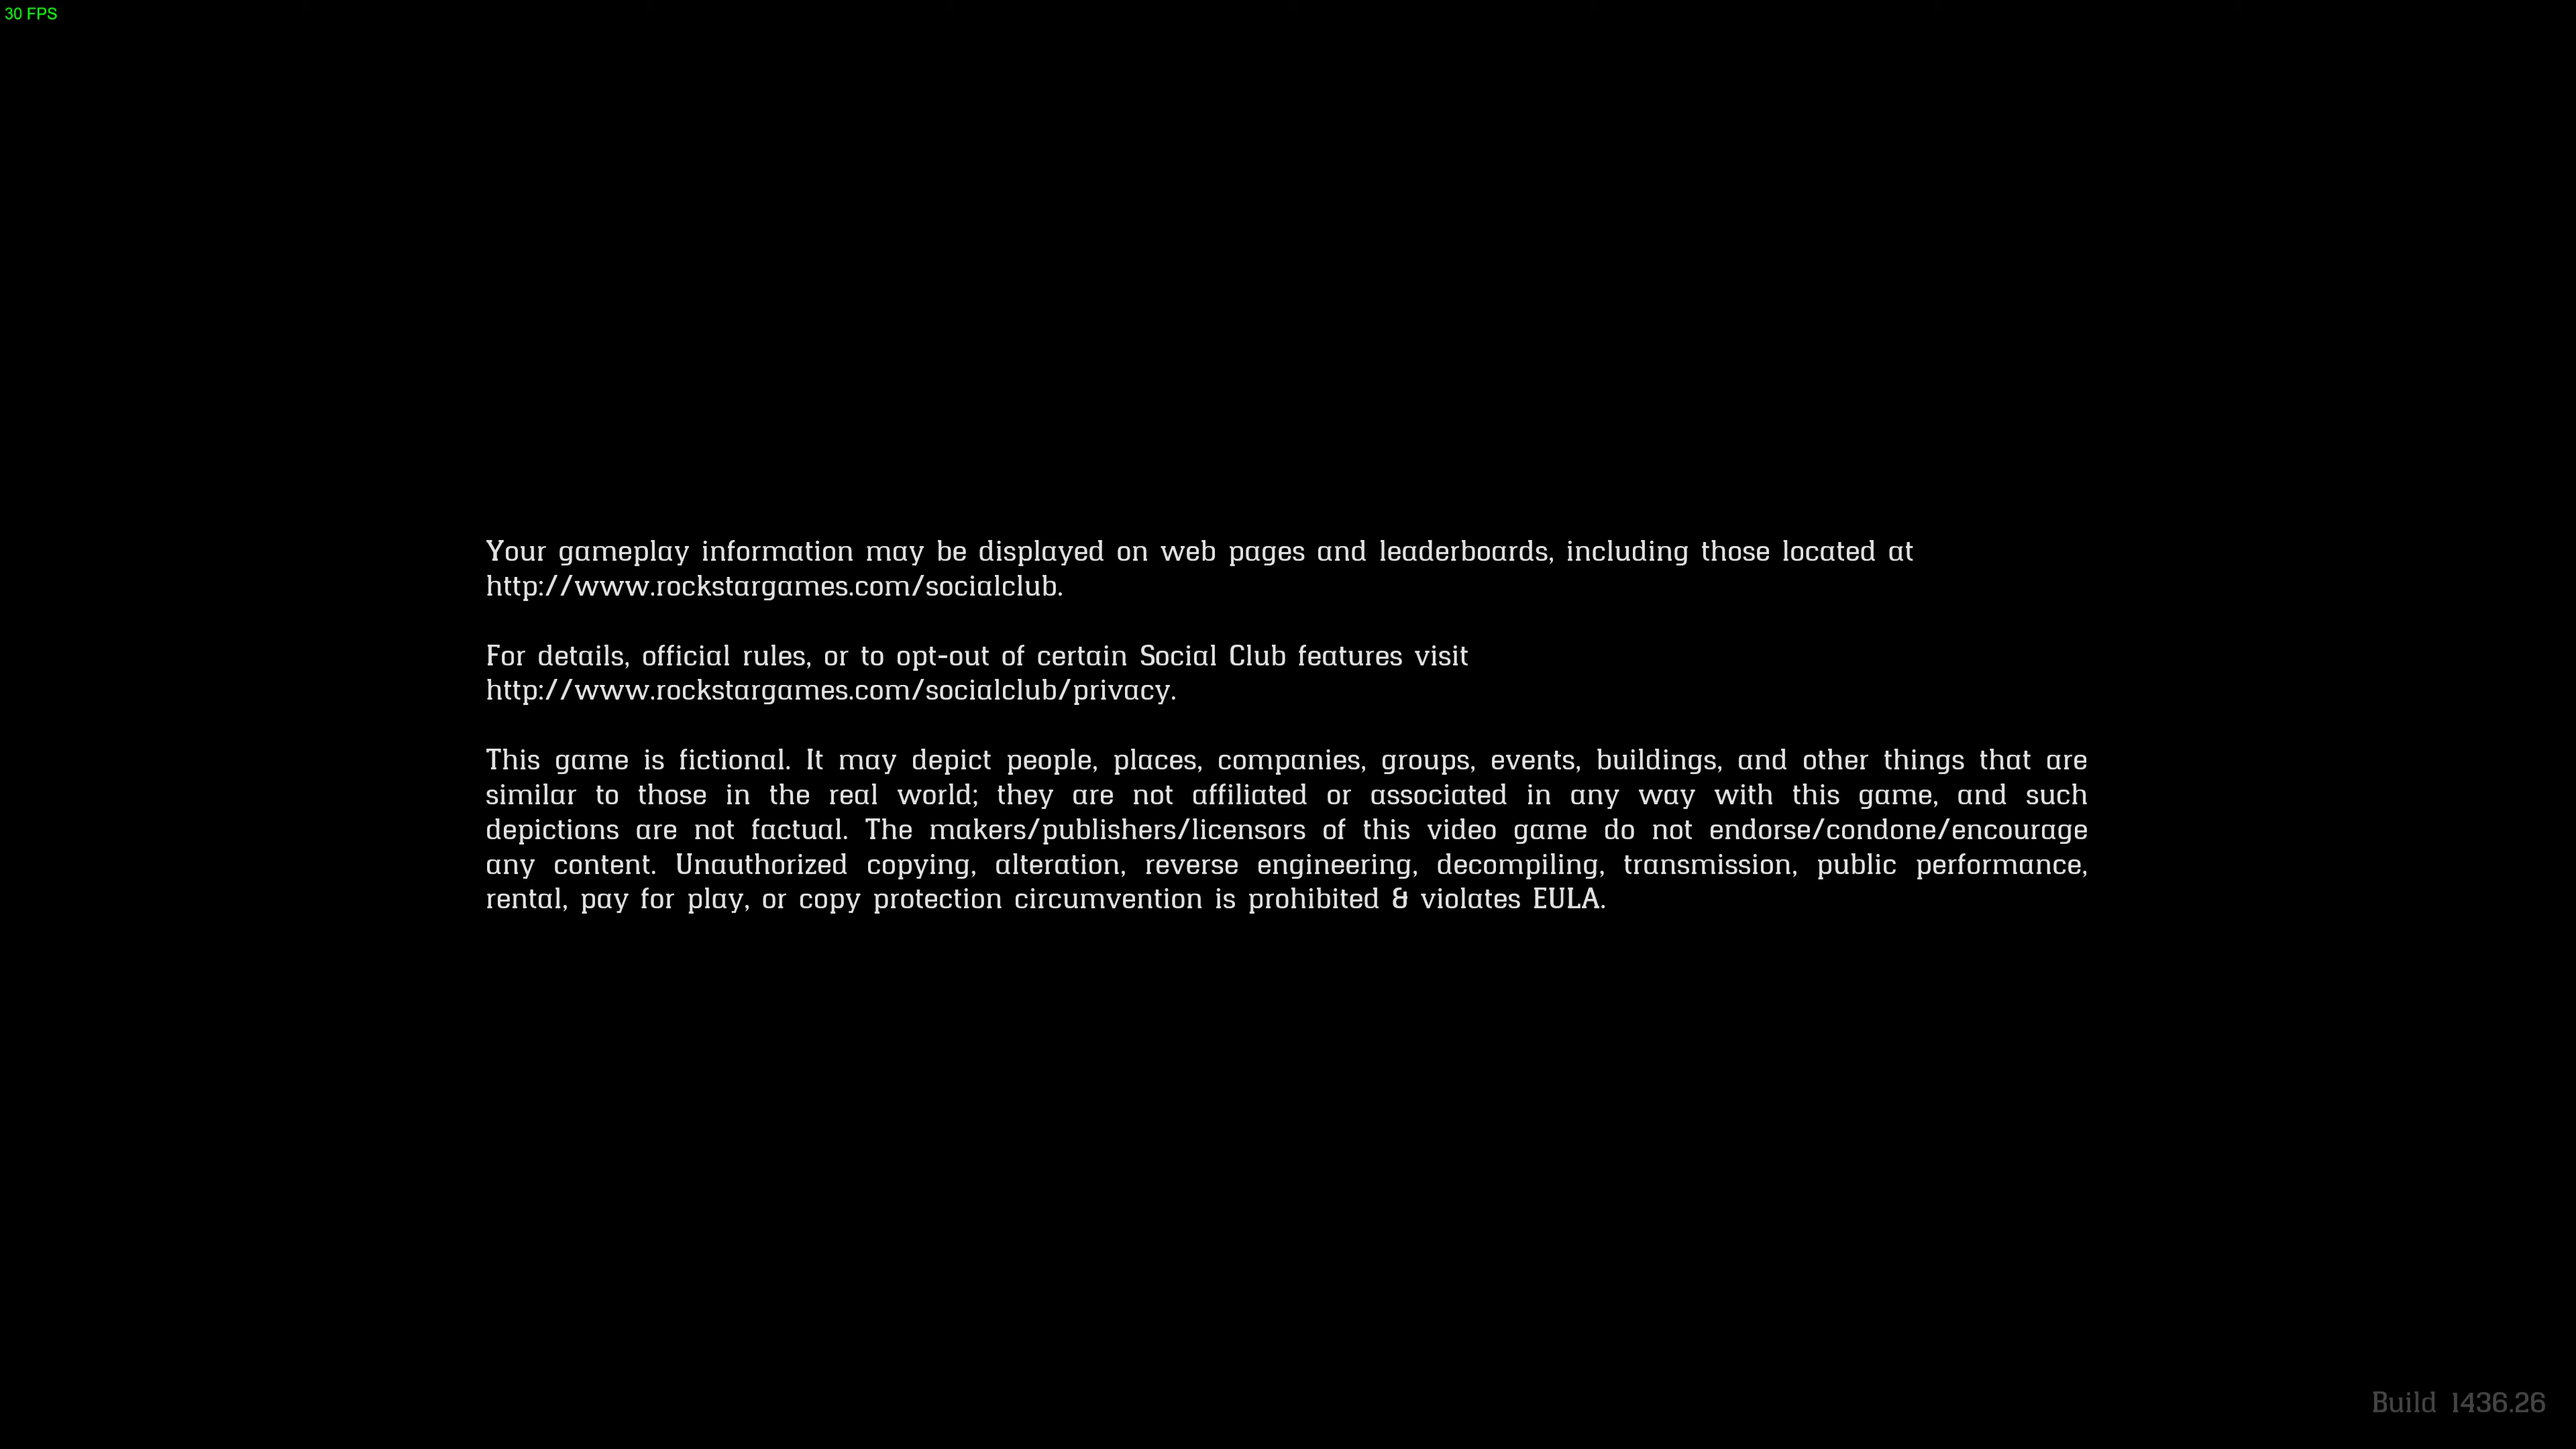 30 FPS
Your gameplay information may be displayed on web pages and leaderboards, including those located at
http://www.rockstargames.com/socialclub.
For details, official rules, or to opt-out of certain Social Club features visit
http://www.rockstargames.com/socialclub/privacy.
This game is fictional. It may depict people, places, companies, groups, events, buildings, and other things that are
similar to those in the real world; they are not affiliated or associated in any way with this game, and such
depictions are not factual. The makers/publishers/licensors of this video game do not endorse/condone/encourage
any content. Unauthorized copying, alteration, reverse engineering, decompiling, transmission, public performance,
rental, pay for play, or copy protection circumvention is prohibited & violates EULA.
Build 1436.26